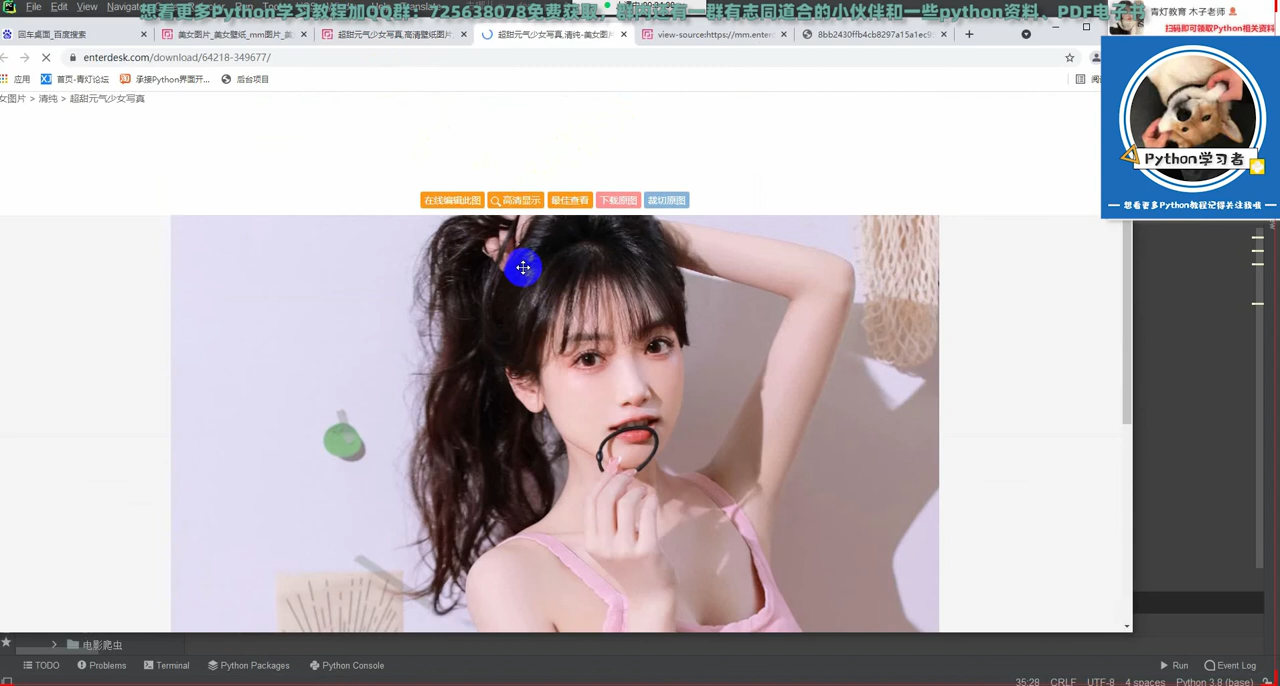 File Edit View Navigate
想看更多Python学习教程加QQ群：725638078免费获取，
一群有志同道合的小伙伴和一些python资料、PDF电子书
青灯教育 木子老师
扫码即可领取Python相关资料
回车桌面_百度搜索
美女图片_美女壁纸_mm图片_美
超甜元气少女写真,高清壁纸图片
超甜元气少女写真,清纯-美女图片
view-source:https://mm.enter
8bb2430ffb4cb8297a15a1ec9
enterdesk.com/download/64218-349677/
应用 首页-青灯论坛 承接Python界面开... 后台项目
女图片 > 清纯 > 超甜元气少女写真
在线编辑此图 高清显示 最佳查看 下载原图 裁切原图
Python学习者
想看更多Python教程记得关注我哦
电影爬虫
TODO Problems Terminal Python Packages Python Console Run Event Log
35:28 CRLF UTF-8 4 spaces Python 3.8 (base)